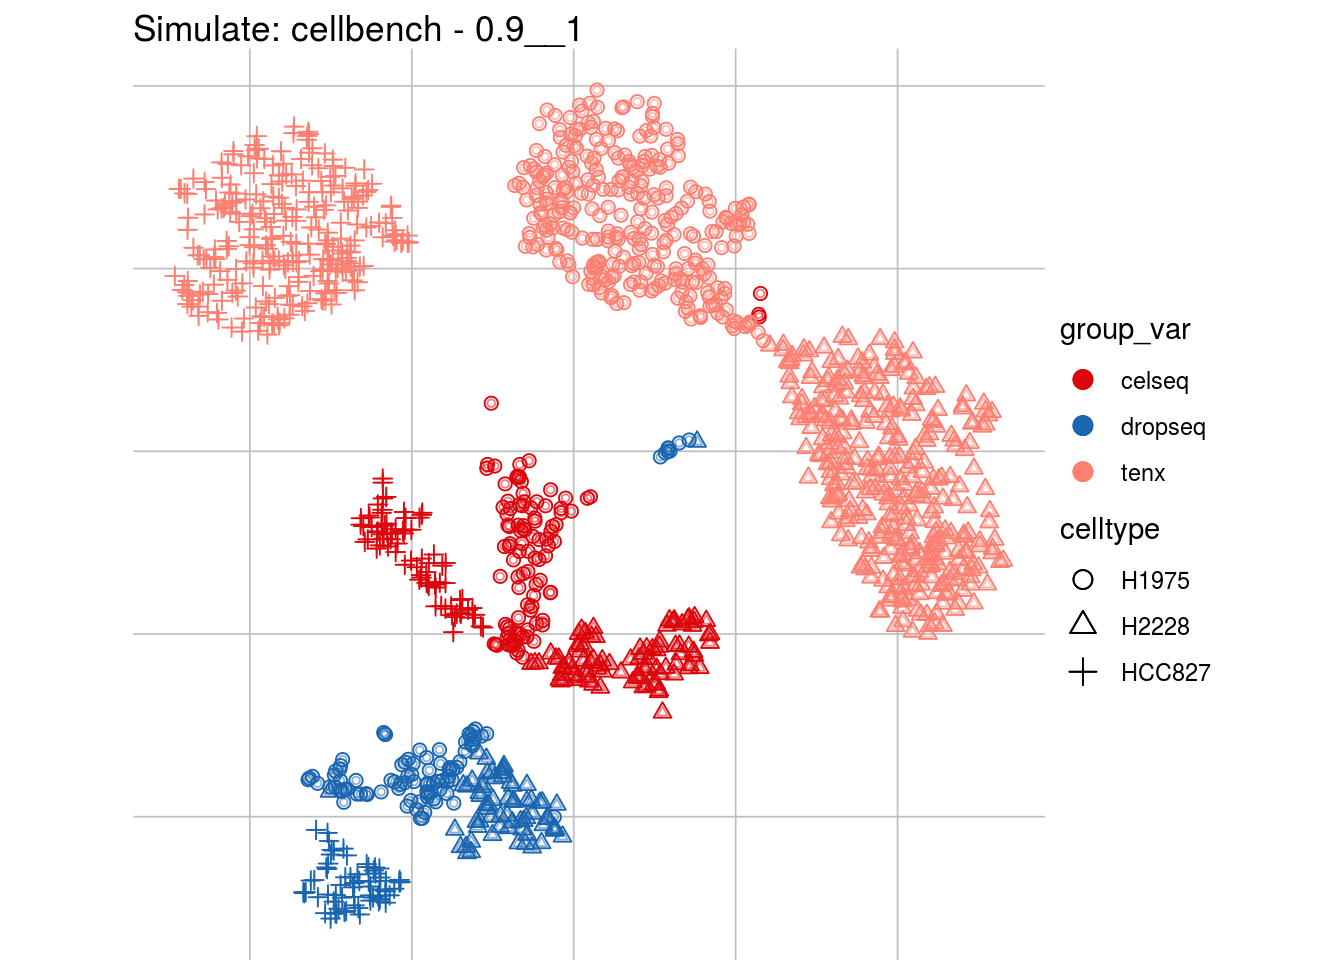 Simulate: cellbench - 0.9__1
group_var
celseq
dropseq
tenx
celltype
H1975
H2228
HCC827